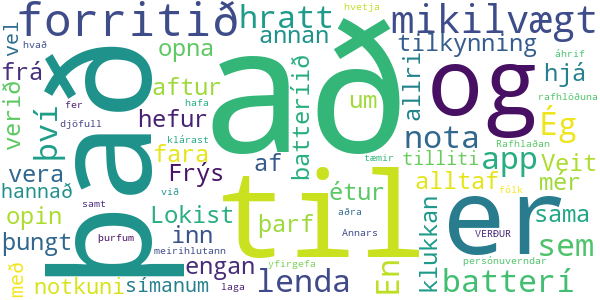 forritið
hratt
mikilvægt
hvetja
hvað
vel
annan
tilkynning
áhrif
frá
opna
hjá
rafhlöðuna
aftur
verið
það
að
og
fer
hafa
djöfull
því
hefur
batteríið
um
allri
Ég
klárast
nota
Rafhlaðan
fara
af
tæmir
tilliti
app
Veit
vera
Frýs
við
til
er
hannað
étur
alltaf
fólk
mér
opin
Lokist
þarf
aðra
sama
samt
klukkan
þungt
þurfum
inn
Annars
VERÐUR
sem
meirihlutann
engan
yfirgefa
En
persónuverndar
með
notkuni
símanum
laga
lenda
batterí